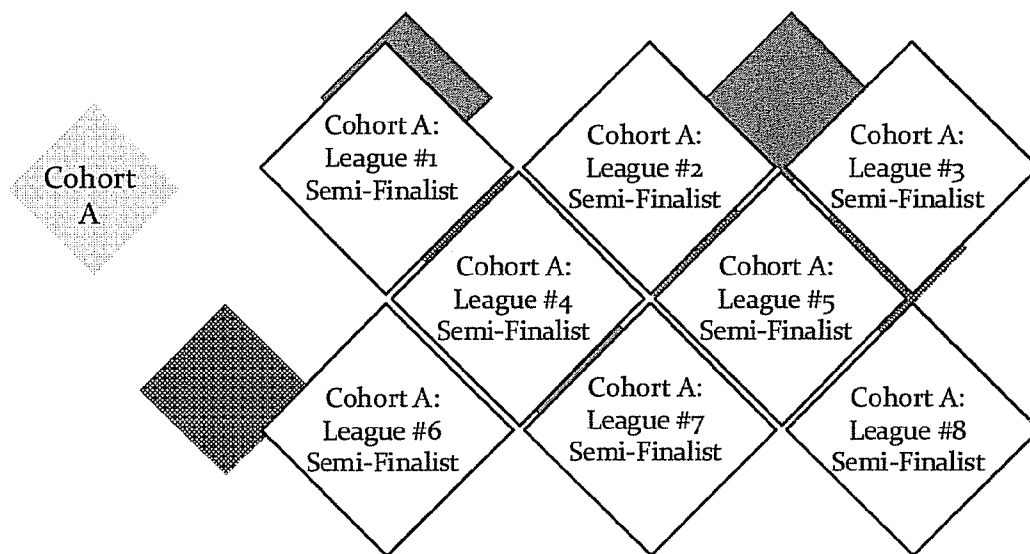 Cohort
A
Cohort A:
League #1
Semi-Finalist
Cohort A:
League #2
Semi-Finalist
Cohort A:
League #3
Semi-Finalist
Cohort A:
League #4
Semi-Finalist
Cohort A:
League #5
Semi-Finalist
Cohort A:
League #6
Semi-Finalist
Cohort A:
League #7
Semi-Finalist
Cohort A:
League #8
Semi-Finalist